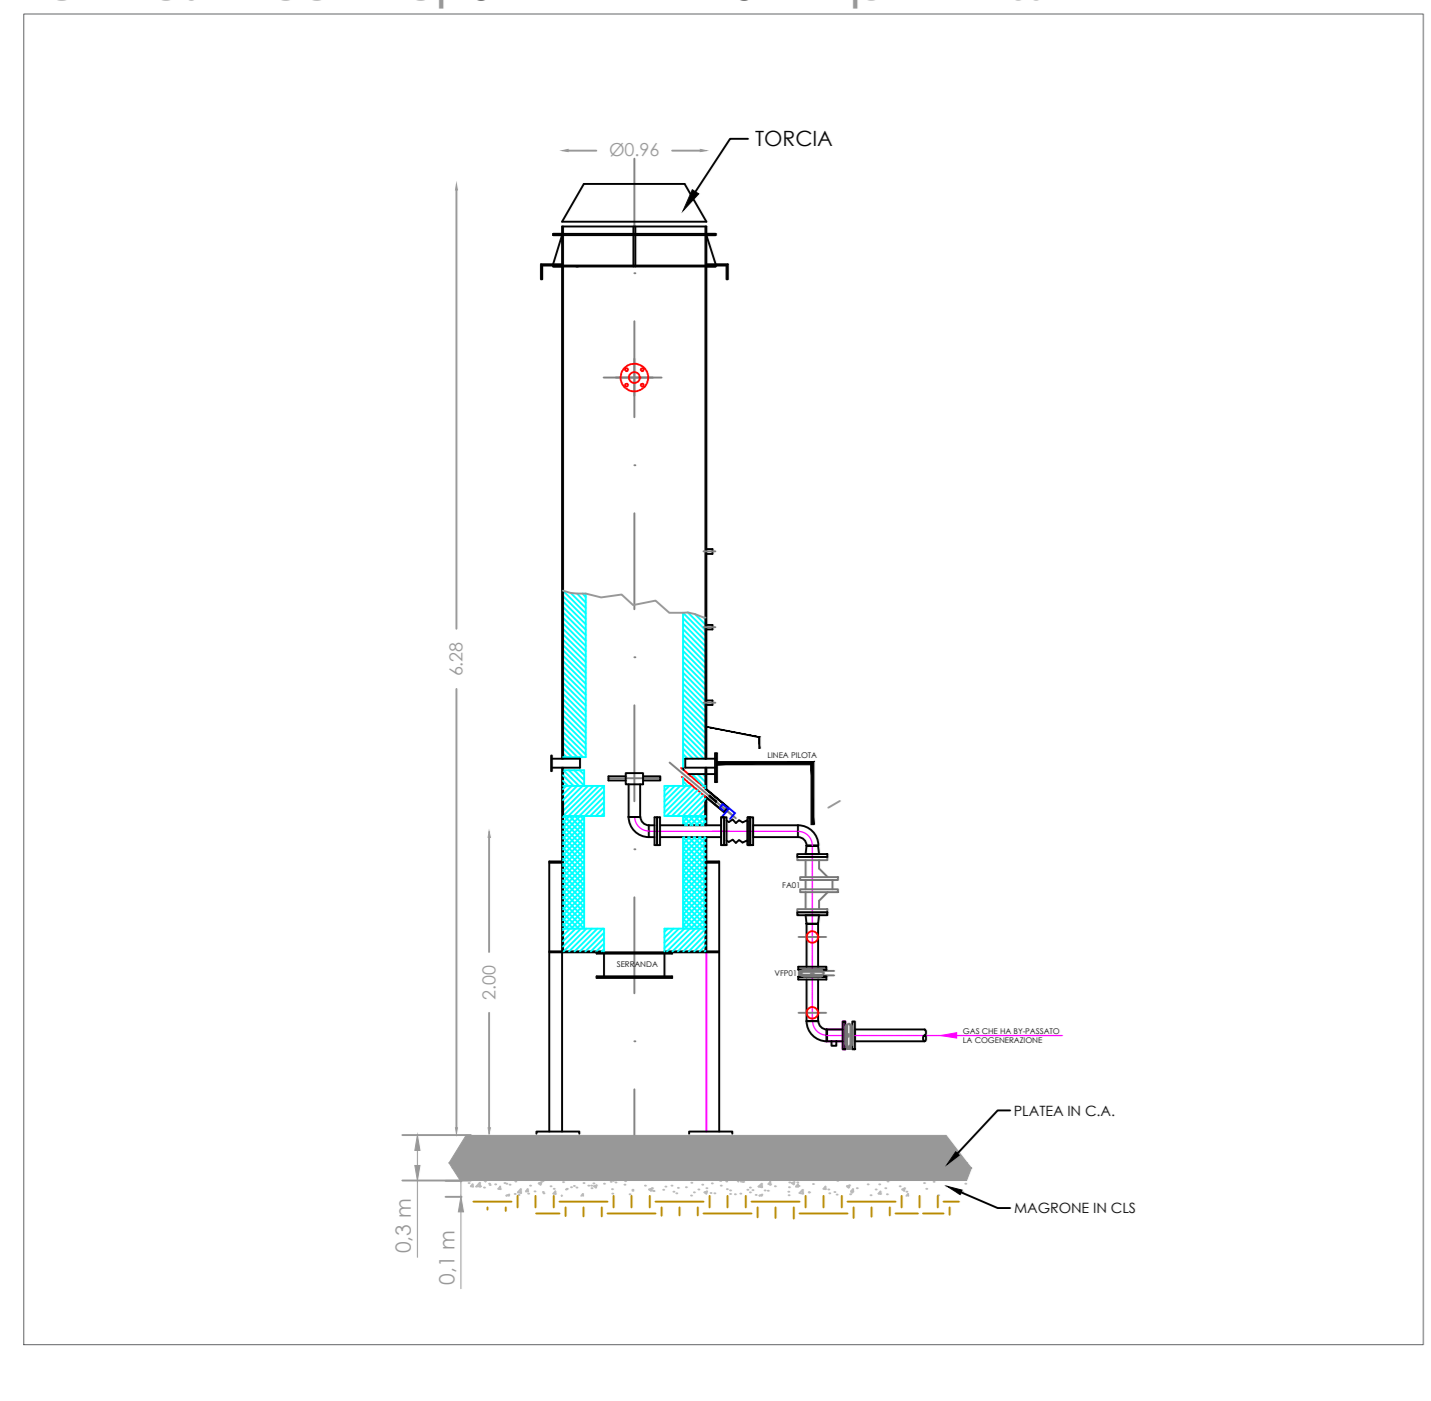 TORCIA
Ø0.96
6.28
LINEA PILOTA
FA01
SERRANDA
VFP01
2.00
GAS CHE HA BY-PASSATO
LA COGENERAZIONE
PLATEA IN C.A.
MAGRONE IN CLS
0,3 m
0,1 m